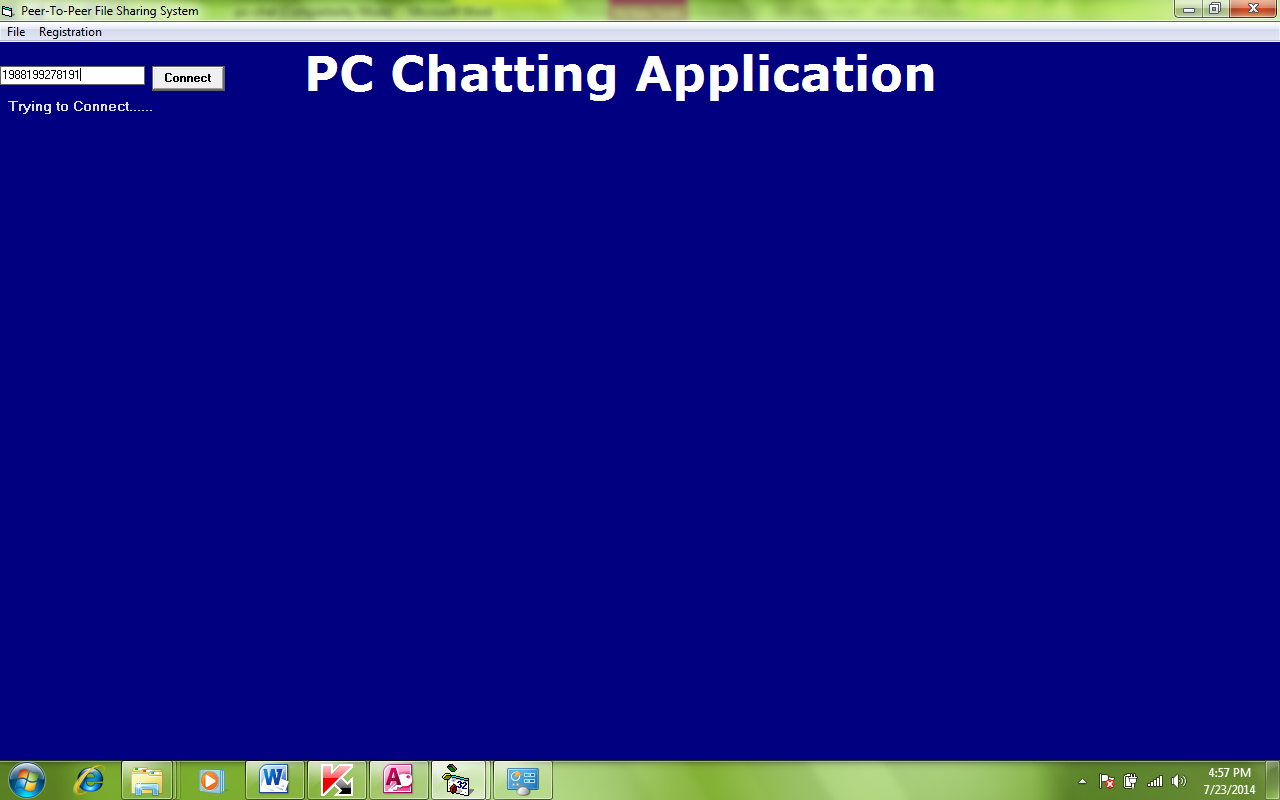 Peer-To-Peer File Sharing System
File Registration
1988199278191 Connect
PC Chatting Application
Trying to Connect......
4:57 PM
7/23/2014